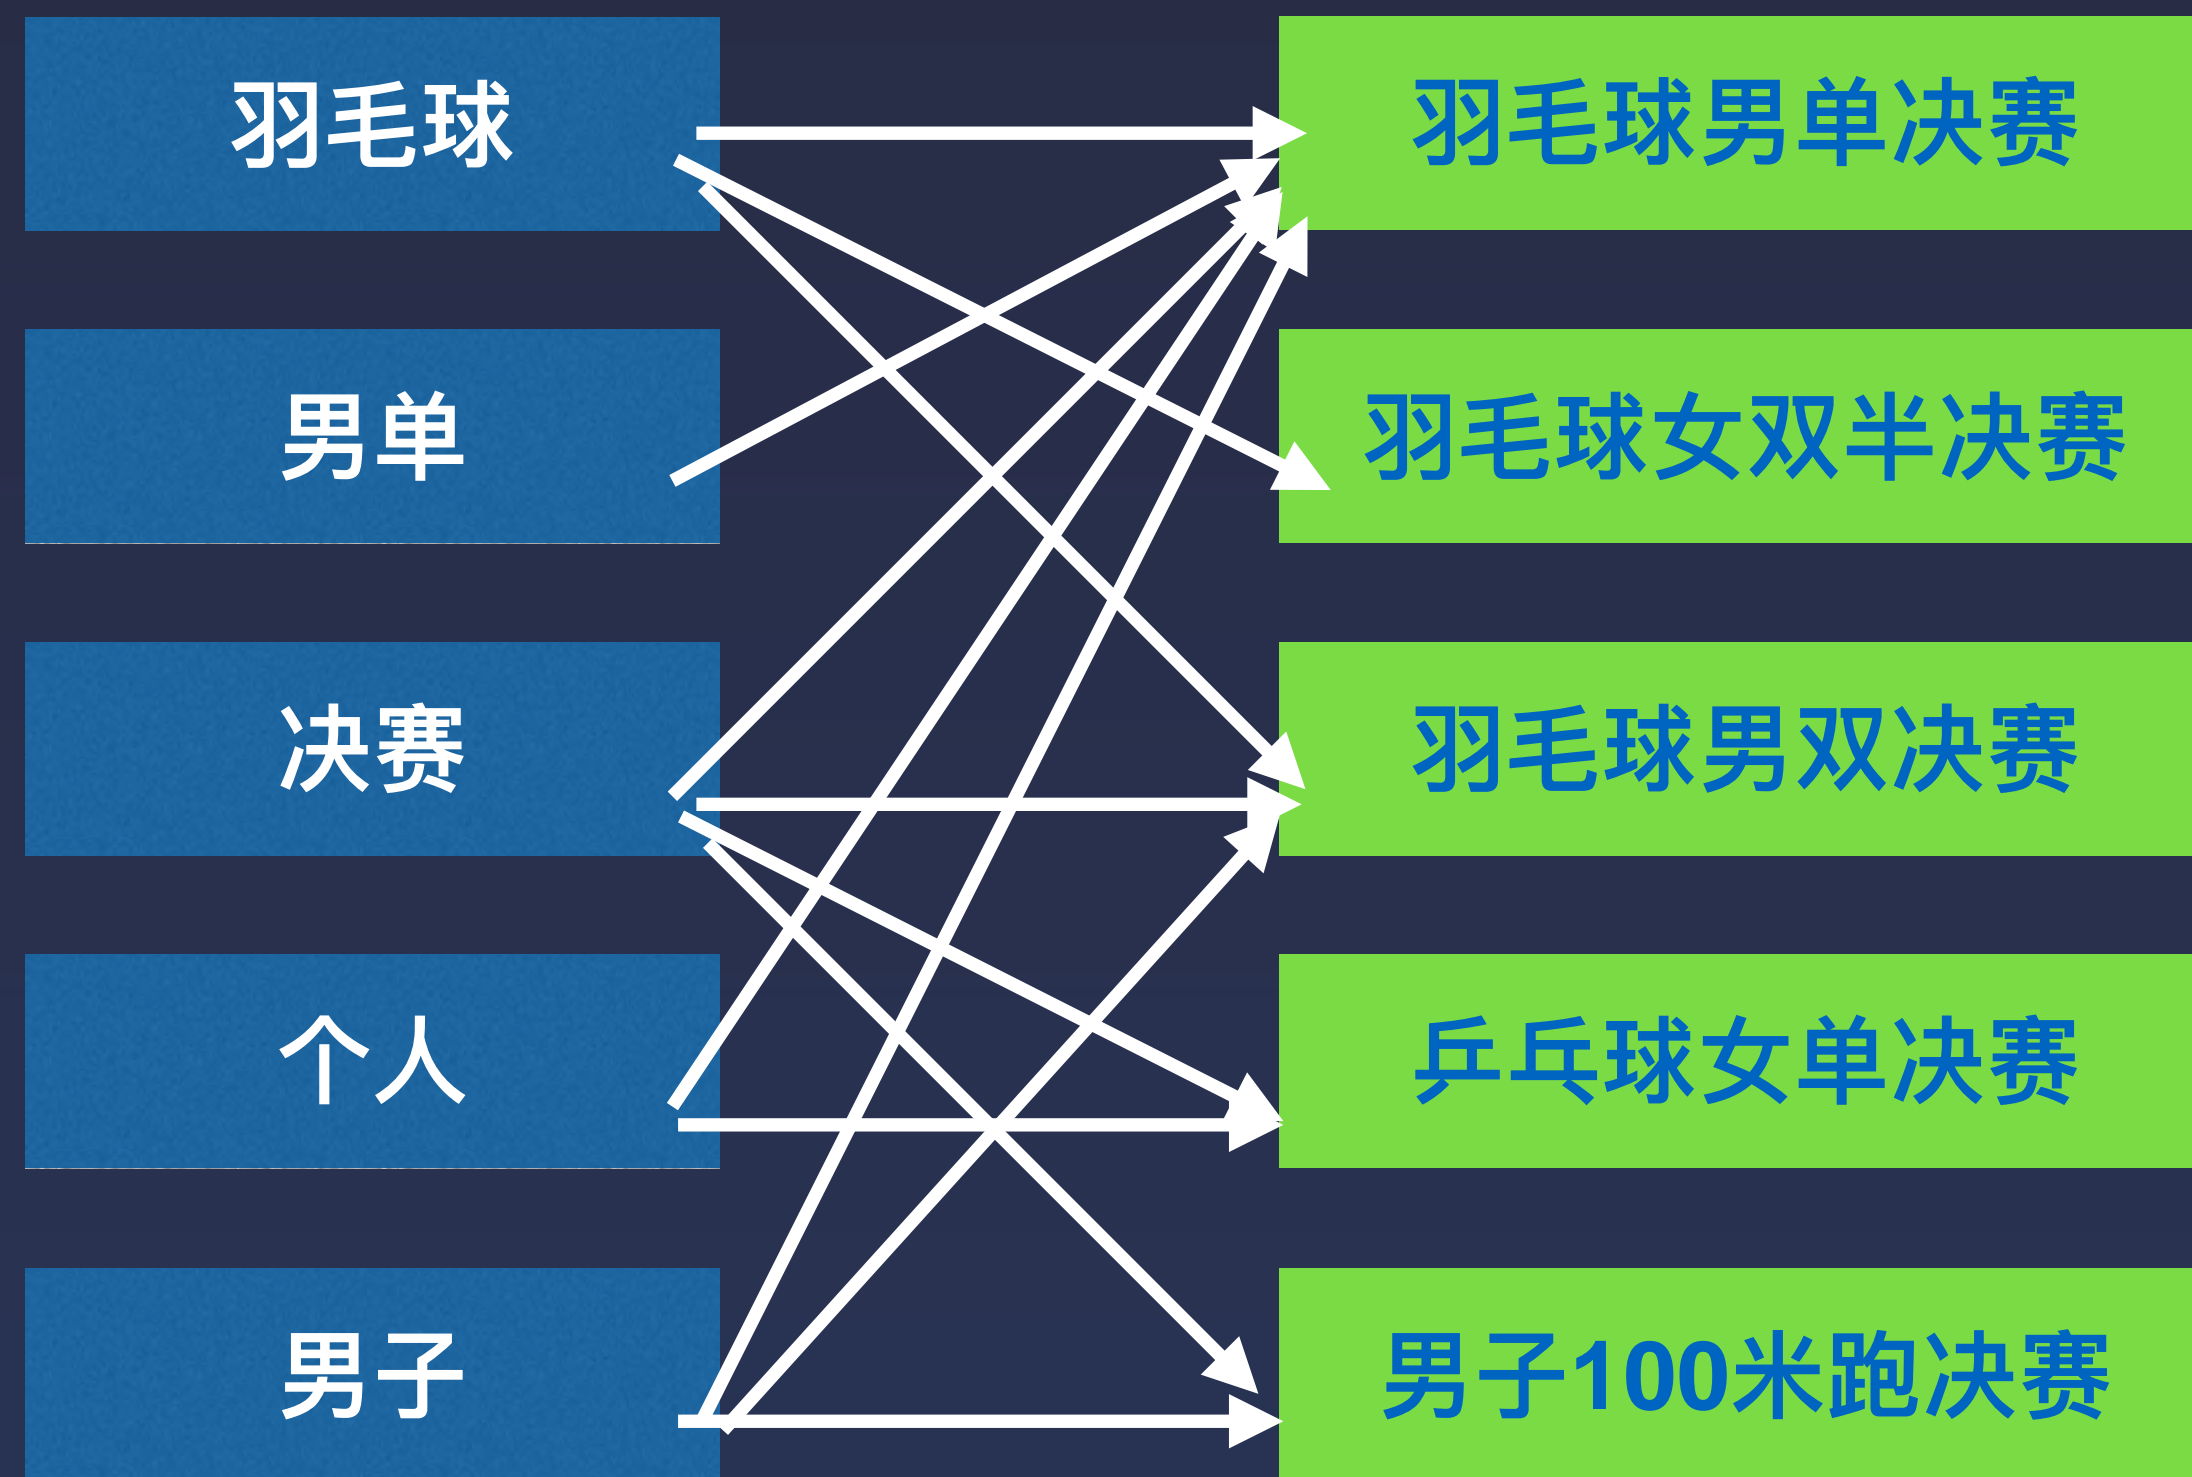 羽毛球
羽毛球男单决赛
男单
羽毛球女双半决赛
决赛
羽毛球男双决赛
个人
乒乓球女单决赛
男子
男子100米跑决赛